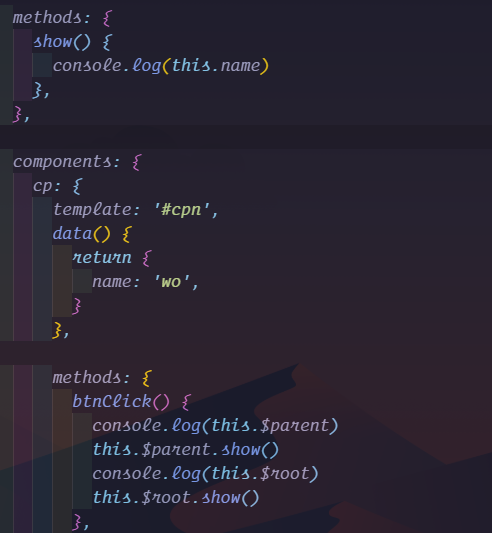 methods: {
show() {
console.log(this.name)
},
},
components: {
cp: {
template: '#cpn',
data() {
return {
name: 'wo',
}
},
methods: {
btnClick() {
console.log(this.$parent)
this.$parent.show()
console.log(this.$root)
this.$root.show()
},